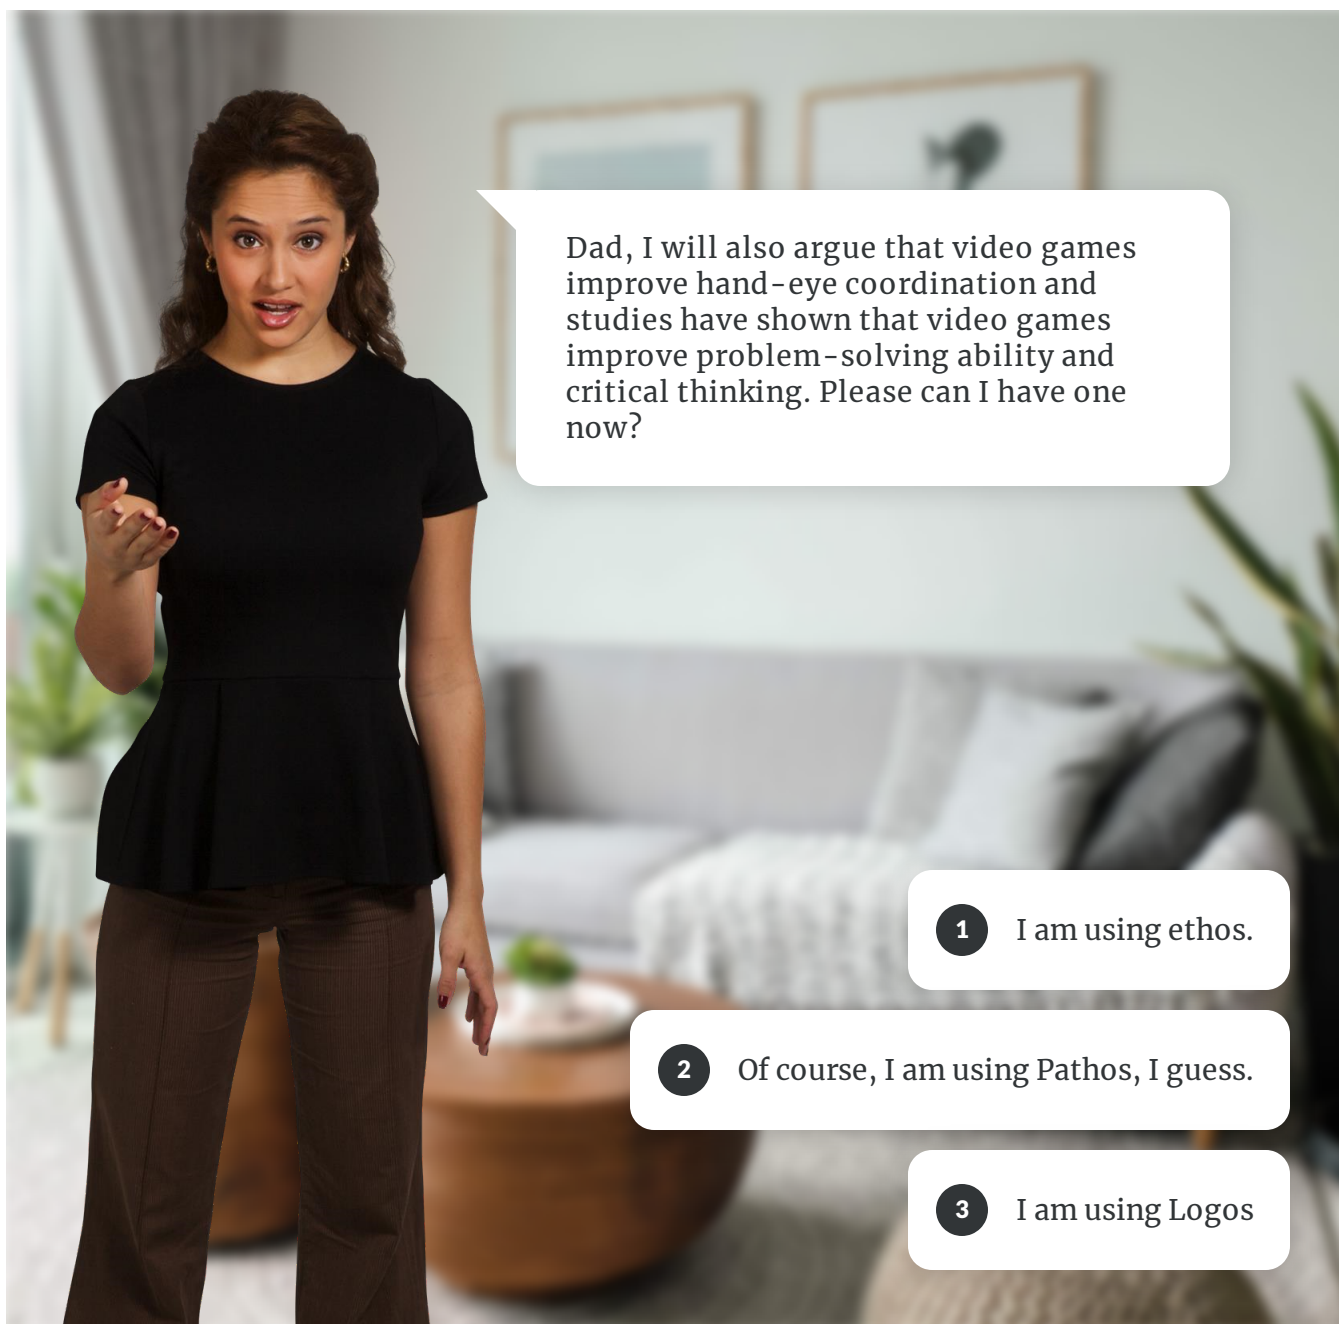 Dad, I will also argue that video games
improve hand-eye coordination and
studies have shown that video games
improve problem-solving ability and
critical thinking. Please can I have one
now?
1 I am using ethos.
2 Of course, I am using Pathos, I guess.
3 I am using Logos